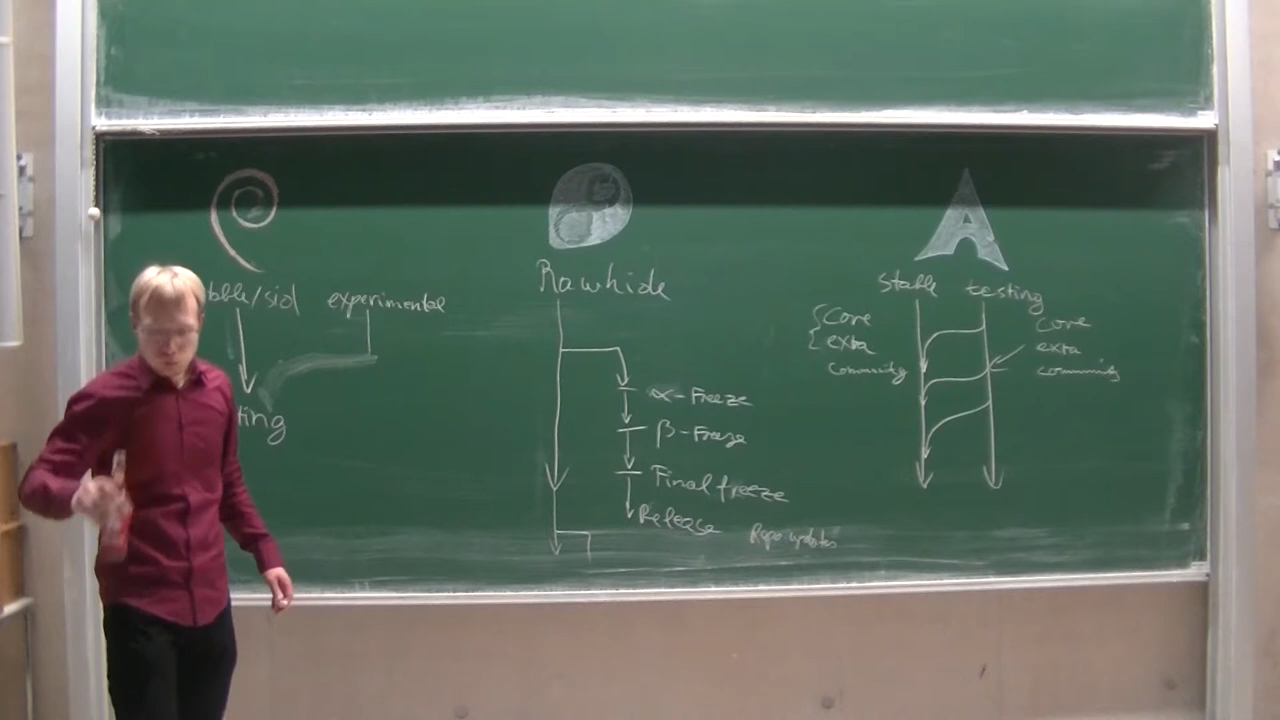 ble/sid experimental
ting
Rawhide
α-Freeze
β-Freeze
Final freeze
Release
Repo updates
stable testing
Core
extra
community
Core
extra
community